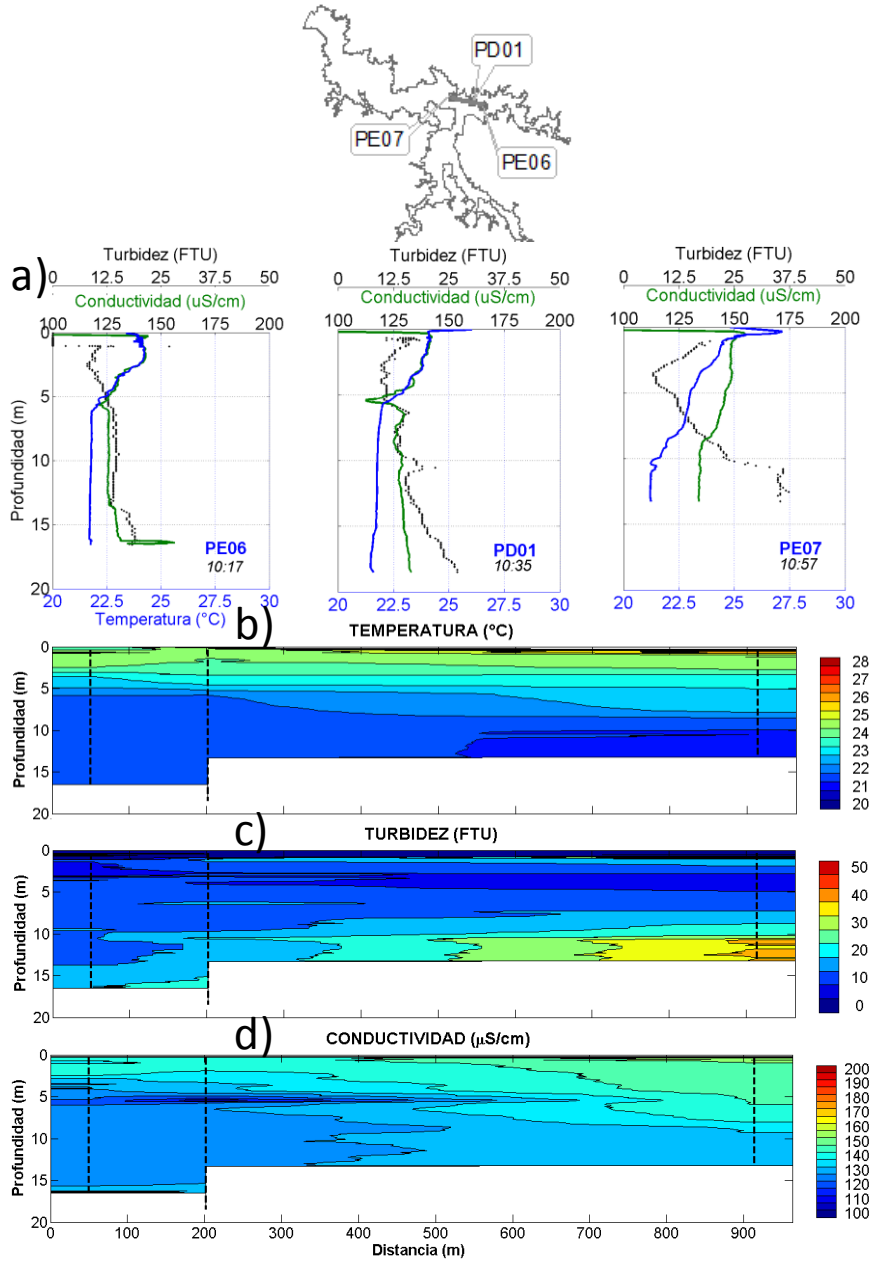 PD01
PE07
PE06
a)
Turbidez (FTU)
0 12.5 25 37.5 50
Conductividad (uS/cm)
100 125 150 175 200
Turbidez (FTU)
0 12.5 25 37.5 50
Conductividad (uS/cm)
100 125 150 175 200
Turbidez (FTU)
0 12.5 25 37.5 50
Conductividad (uS/cm)
100 125 150 175 200
Profundidad (m)
0
5
10
15
20
PE06
10:17
20 22.5 25 27.5 30
Temperatura (°C)
PD01
10:35
20 22.5 25 27.5 30
PE07
10:57
20 22.5 25 27.5 30
b)
TEMPERATURA (°C)
Profundidad (m)
0
5
10
15
20
28
27
26
25
24
23
22
21
20
c)
TURBIDEZ (FTU)
Profundidad (m)
0
5
10
15
20
50
40
30
20
10
0
d)
CONDUCTIVIDAD (µS/cm)
Profundidad (m)
0
5
10
15
20
200
190
180
170
160
150
140
130
120
110
100
0 100 200 300 400 500 600 700 800 900
Distancia (m)